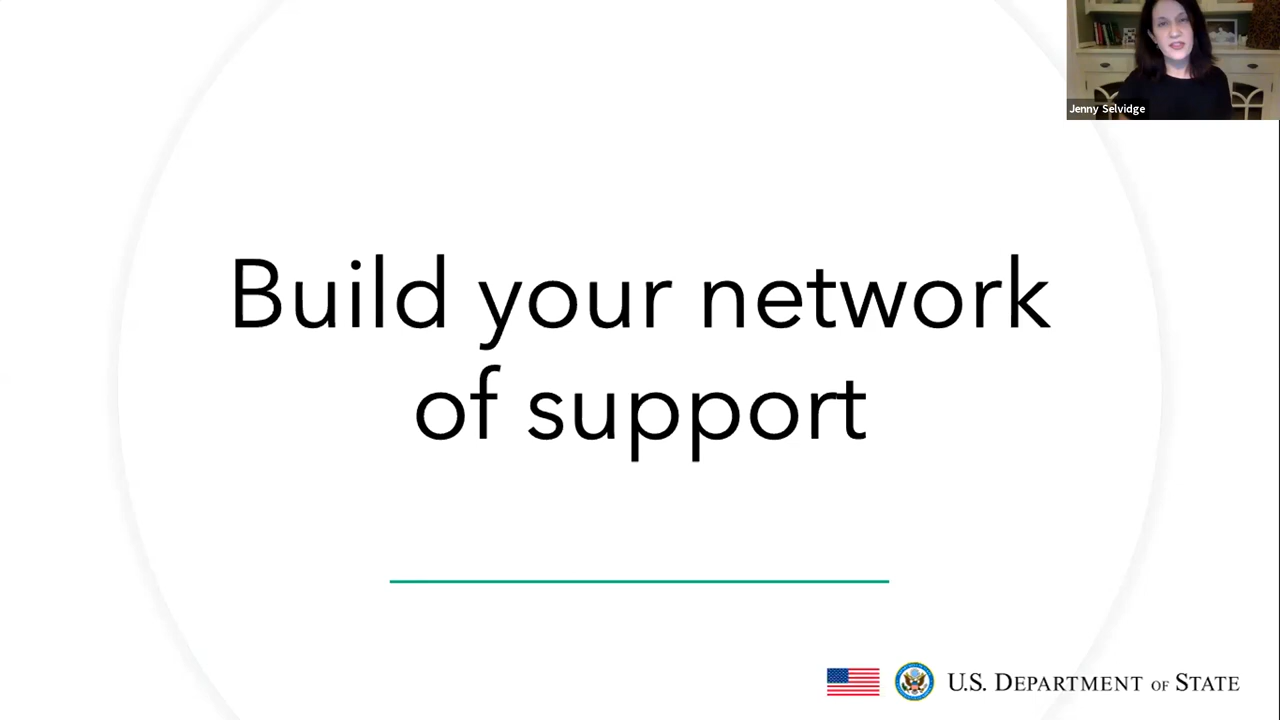 Jenny Selvidge
Build your network
of support
U.S. DEPARTMENT OF STATE